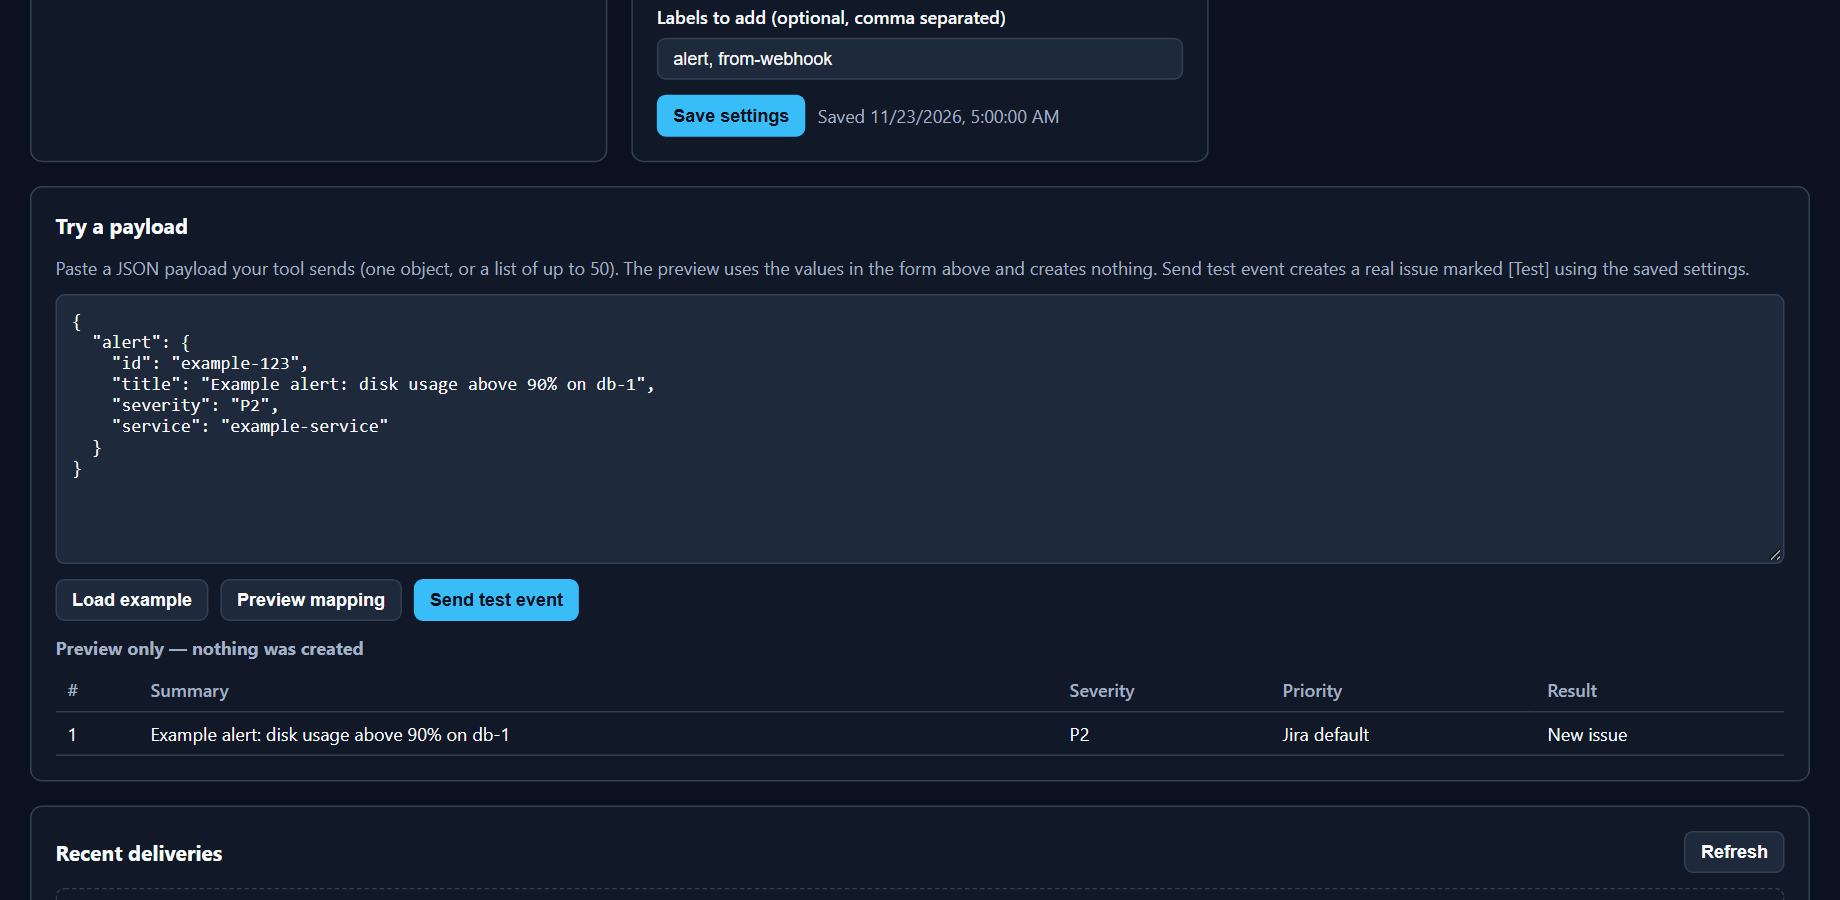 Labels to add (optional, comma separated)
alert, from-webhook
Save settings Saved 11/23/2026, 5:00:00 AM
Try a payload
Paste a JSON payload your tool sends (one object, or a list of up to 50). The preview uses the values in the form above and creates nothing. Send test event creates a real issue marked [Test] using the saved settings.
{
  "alert": {
    "id": "example-123",
    "title": "Example alert: disk usage above 90% on db-1",
    "severity": "P2",
    "service": "example-service"
  }
}
Load example Preview mapping Send test event
Preview only — nothing was created
# Summary Severity Priority Result
1 Example alert: disk usage above 90% on db-1 P2 Jira default New issue
Recent deliveries Refresh